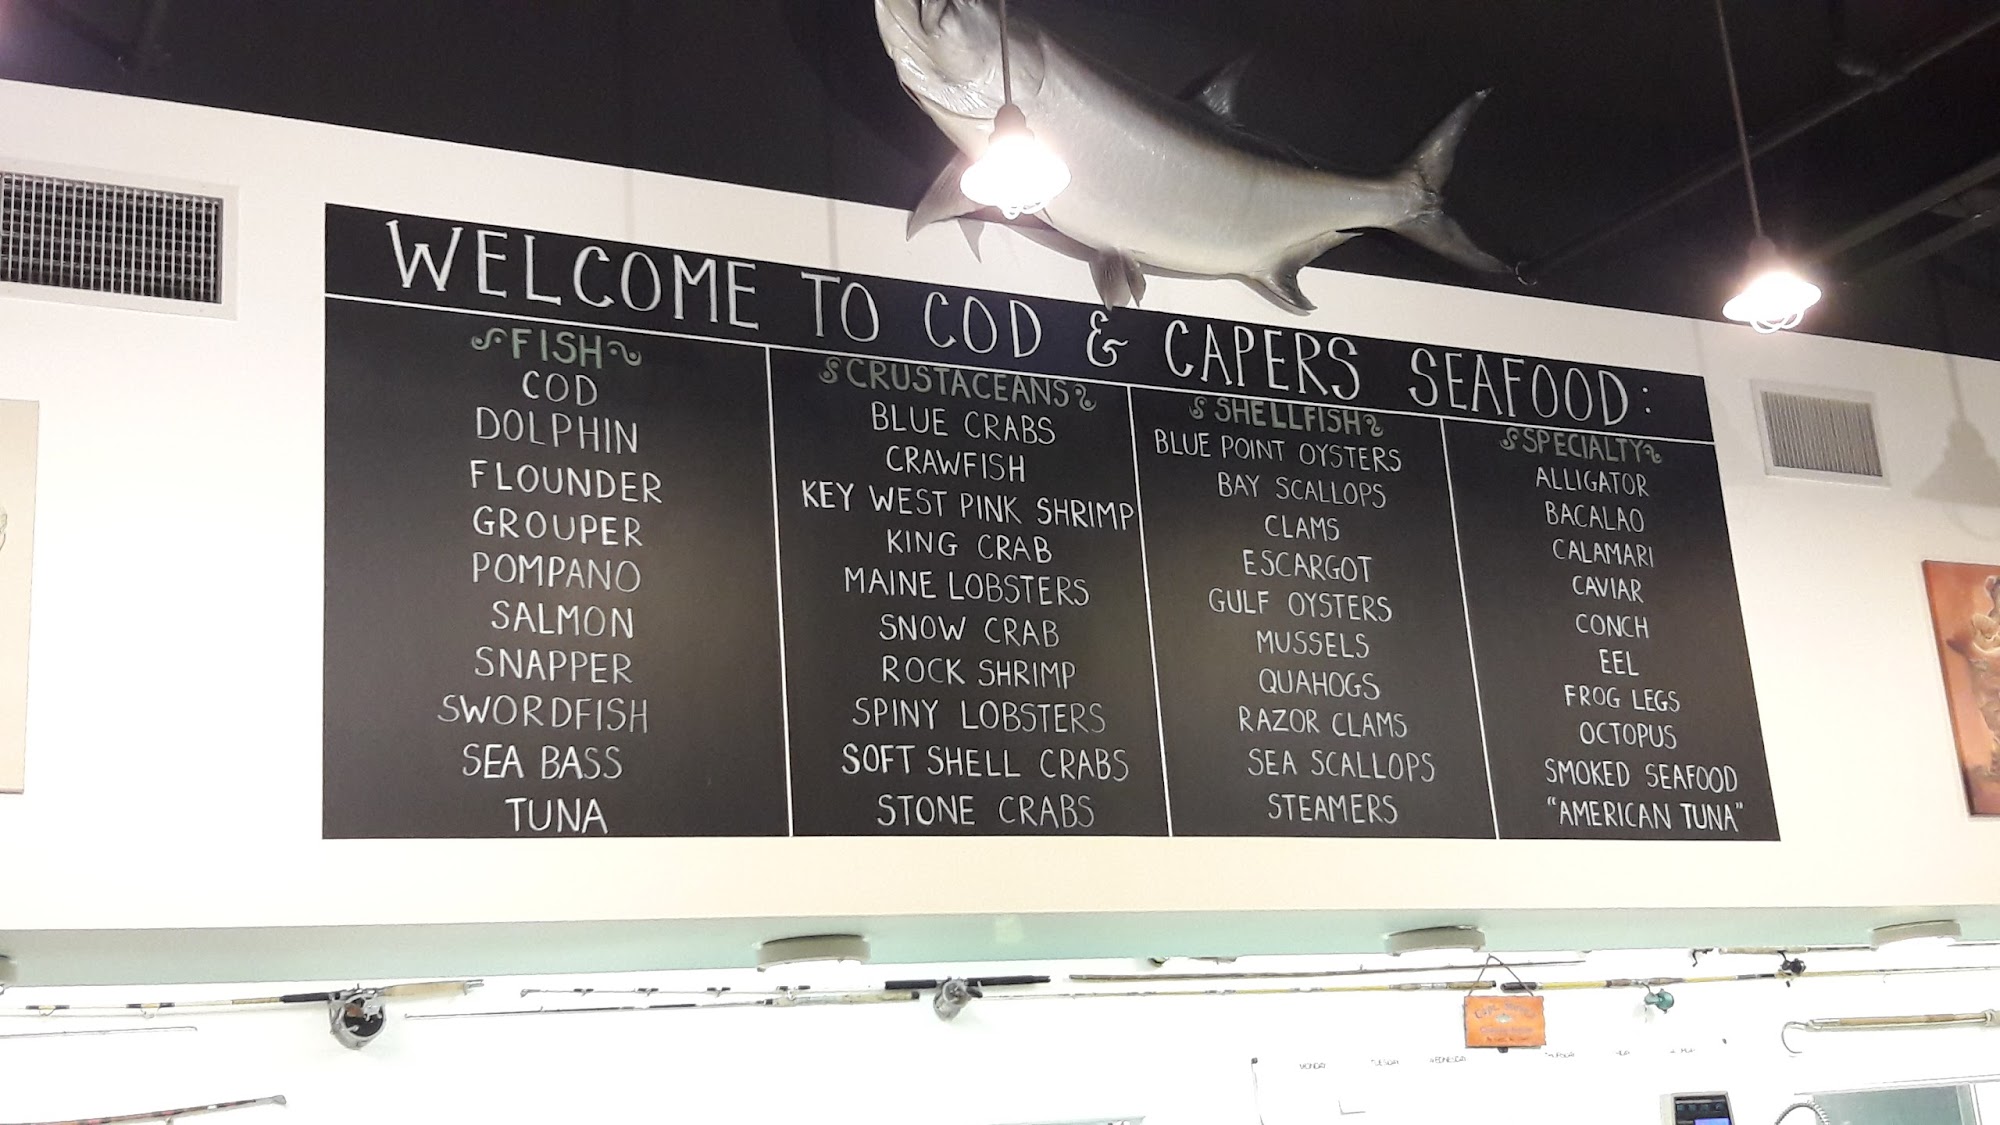 WELCOME TO COD & CAPERS SEAFOOD:
FISH
COD
DOLPHIN
FLOUNDER
GROUPER
POMPANO
SALMON
SNAPPER
SWORDFISH
SEA BASS
TUNA
CRUSTACEANS
BLUE CRABS
CRAWFISH
KEY WEST PINK SHRIMP
KING CRAB
MAINE LOBSTERS
SNOW CRAB
ROCK SHRIMP
SPINY LOBSTERS
SOFT SHELL CRABS
STONE CRABS
SHELLFISH
BLUE POINT OYSTERS
BAY SCALLOPS
CLAMS
ESCARGOT
GULF OYSTERS
MUSSELS
QUAHOGS
RAZOR CLAMS
SEA SCALLOPS
STEAMERS
SPECIALTY
ALLIGATOR
BACALAO
CALAMARI
CAVIAR
CONCH
EEL
FROG LEGS
OCTOPUS
SMOKED SEAFOOD
"AMERICAN TUNA"
MONDAY TUESDAY WEDNESDAY